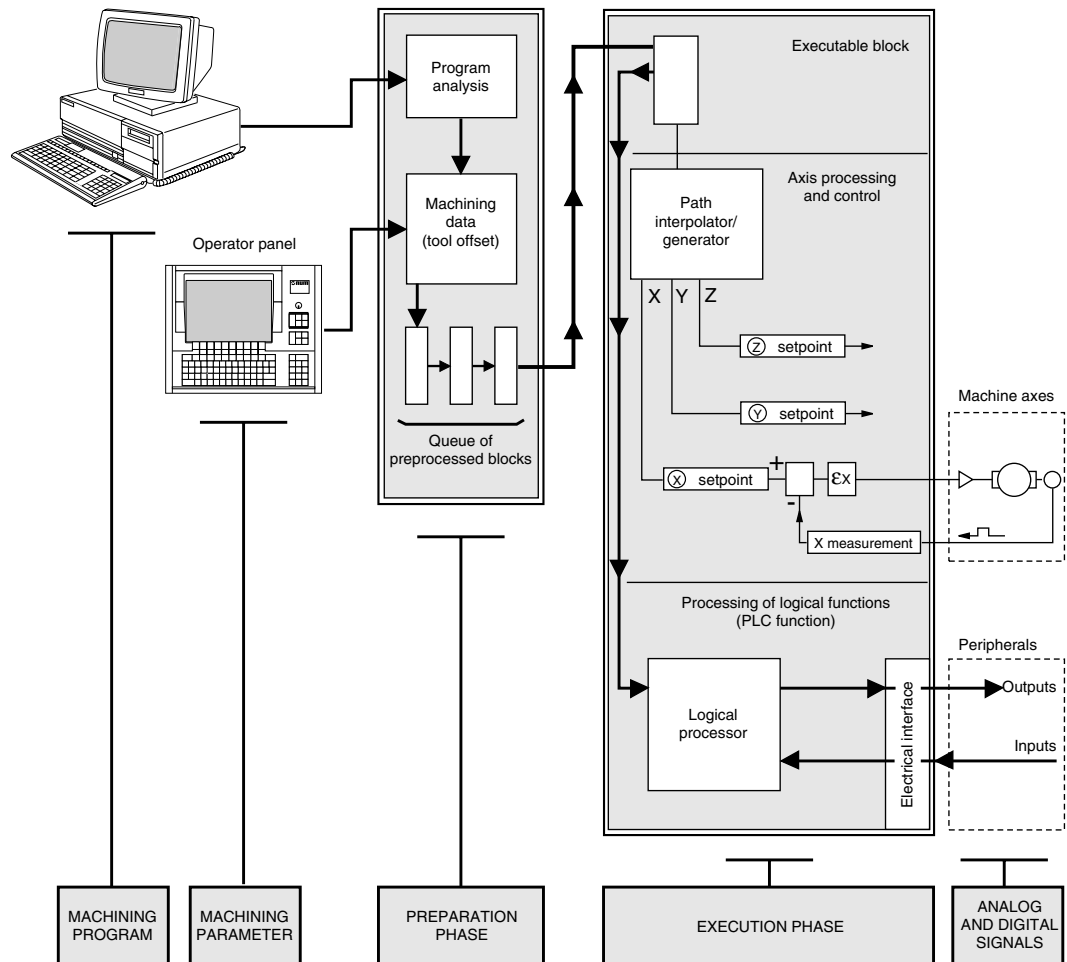 Program
analysis
Machining
data
(tool offset)
Operator panel
Queue of
preprocessed blocks
Executable block
Axis processing
and control
Path
interpolator/
generator
X Y Z
Z setpoint
Y setpoint
X setpoint
+
-
εx
X measurement
Machine axes
Processing of logical functions
(PLC function)
Logical
processor
Electrical interface
Peripherals
Outputs
Inputs
MACHINING
PROGRAM
MACHINING
PARAMETER
PREPARATION
PHASE
EXECUTION PHASE
ANALOG
AND DIGITAL
SIGNALS